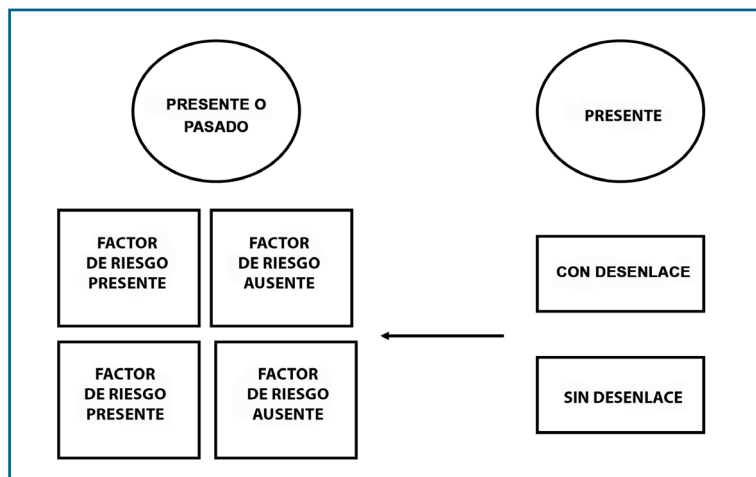 PRESENTE O
PASADO
PRESENTE
FACTOR
DE RIESGO
PRESENTE
FACTOR
DE RIESGO
AUSENTE
CON DESENLACE
FACTOR
DE RIESGO
PRESENTE
FACTOR
DE RIESGO
AUSENTE
SIN DESENLACE